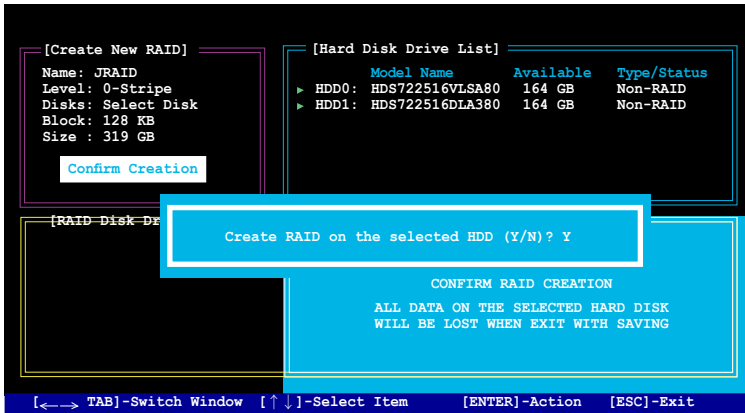 [Create New RAID]
Name: JRAID
Level: 0-Stripe
Disks: Select Disk
Block: 128 KB
Size : 319 GB
Confirm Creation
[Hard Disk Drive List]
Model Name Available Type/Status
HDD0: HDS722516VLSA80 164 GB Non-RAID
HDD1: HDS722516DLA380 164 GB Non-RAID
[RAID Disk Dr
Create RAID on the selected HDD (Y/N)? Y
CONFIRM RAID CREATION
ALL DATA ON THE SELECTED HARD DISK
WILL BE LOST WHEN EXIT WITH SAVING
[←→ TAB]-Switch Window [↑↓]-Select Item [ENTER]-Action [ESC]-Exit